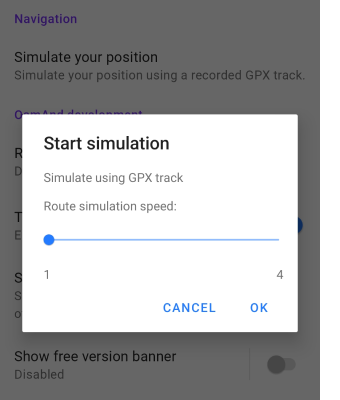 Navigation
Simulate your position
Simulate your position using a recorded GPX track.
OsmAnd development
R
D
Start simulation
Simulate using GPX track
Route simulation speed:
1 4
CANCEL OK
T
E
S
S
o
Show free version banner
Disabled